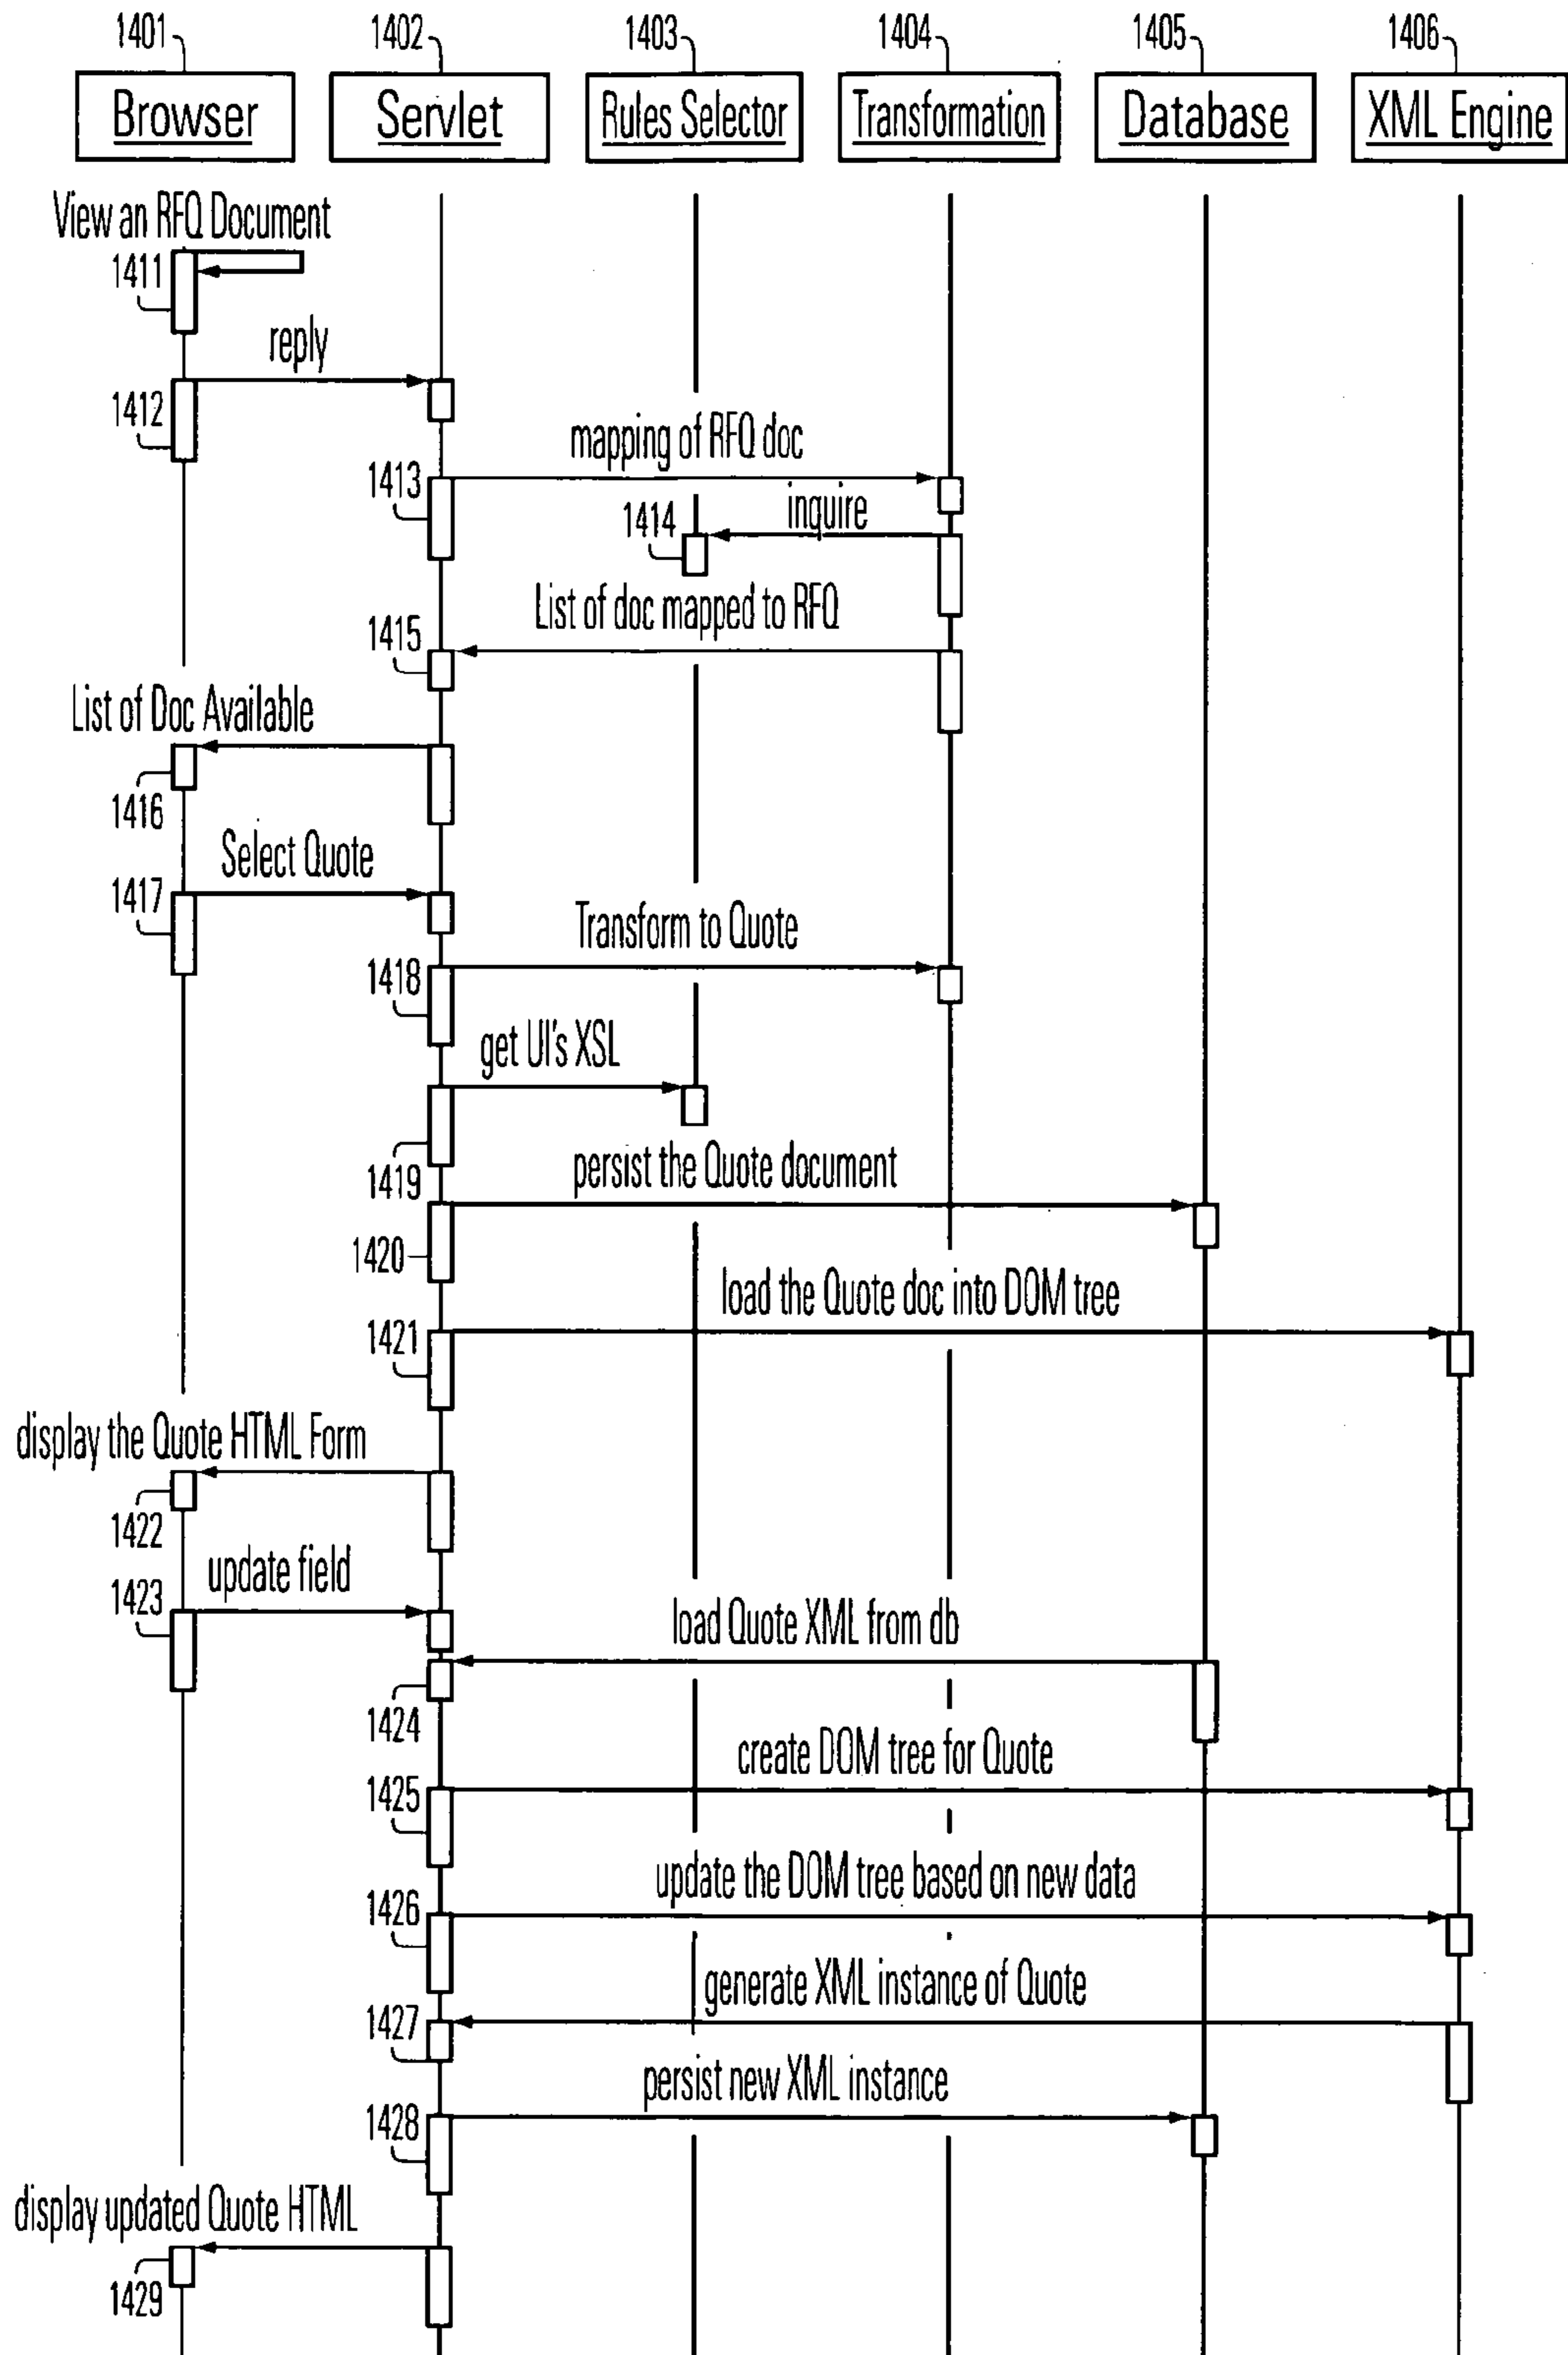 1401
1402
1403
1404
1405
1406
Browser
Servlet
Rules Selector
Transformation
Database
XML Engine
View an RFQ Document
1411
reply
1412
mapping of RFQ doc
1413
inquire
1414
List of doc mapped to RFQ
1415
List of Doc Available
1416
Select Quote
1417
Transform to Quote
1418
get UI's XSL
1419
persist the Quote document
1420
load the Quote doc into DOM tree
1421
display the Quote HTML Form
1422
update field
1423
load Quote XML from db
1424
create DOM tree for Quote
1425
update the DOM tree based on new data
1426
generate XML instance of Quote
1427
persist new XML instance
1428
display updated Quote HTML
1429